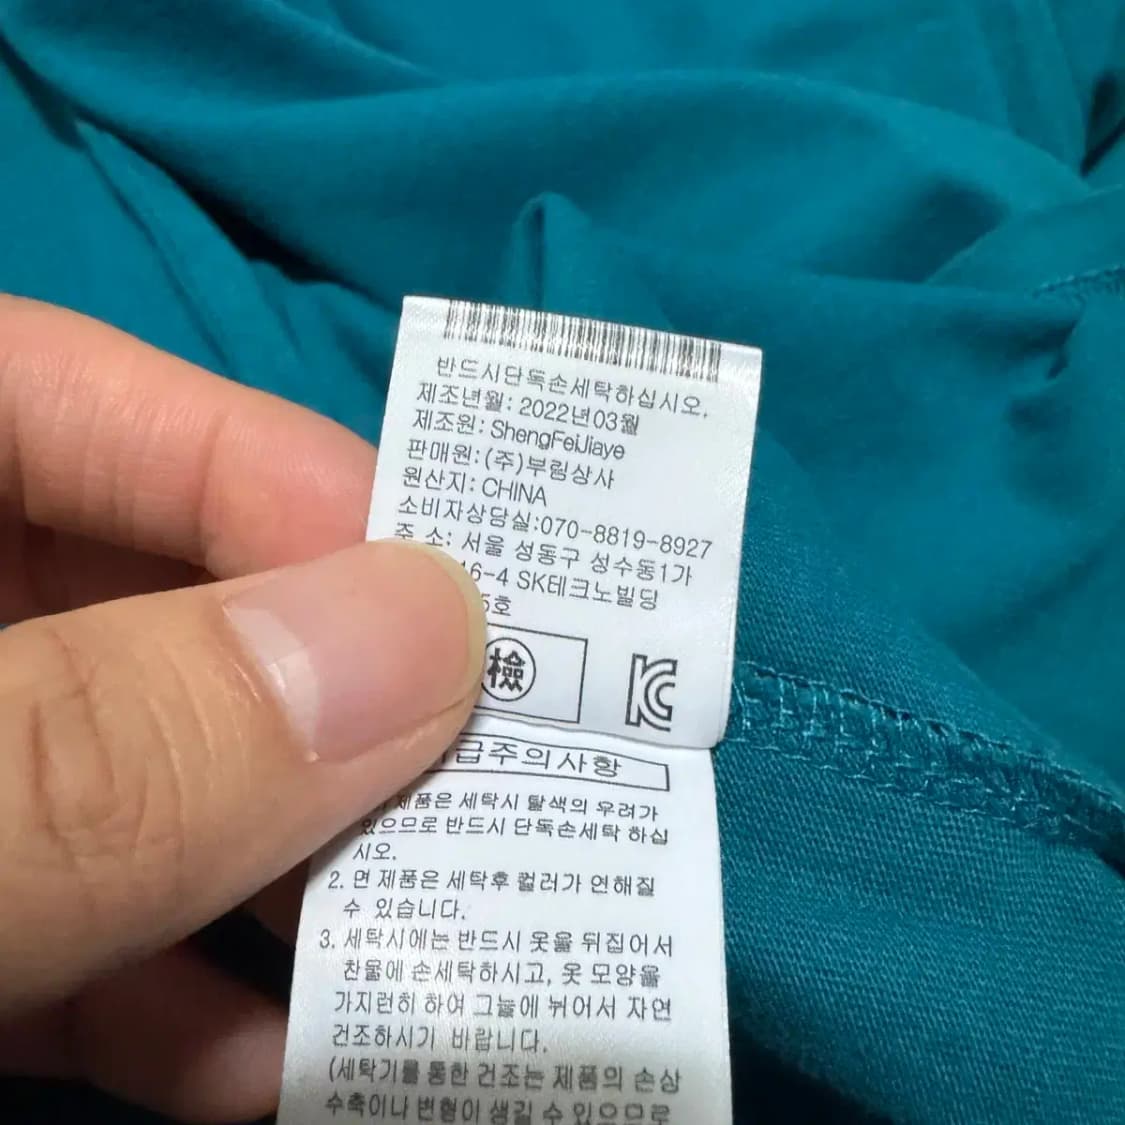 반드시단독손세탁하십시오.
제조년월: 2022년03월
제조원: ShengFeiJiaye
판매원: (주)부림상사
원산지: CHINA
소비자상담실:070-8819-8927
주 소: 서울 성동구 성수동1가
16-4 SK테크노빌딩
5호
檢
급주의사항
제품은 세탁시 탈색의 우려가
있으므로 반드시 단독손세탁 하십
시오.
2. 면 제품은 세탁후 컬러가 연해질
수 있습니다.
3. 세탁시에는 반드시 옷을 뒤집어서
찬물에 손세탁하시고, 옷 모양을
가지런히 하여 그늘에 뉘어서 자연
건조하시기 바랍니다.
(세탁기를 통한 건조는 제품의 손상
수축이나 변형이 생길 수 있으므로